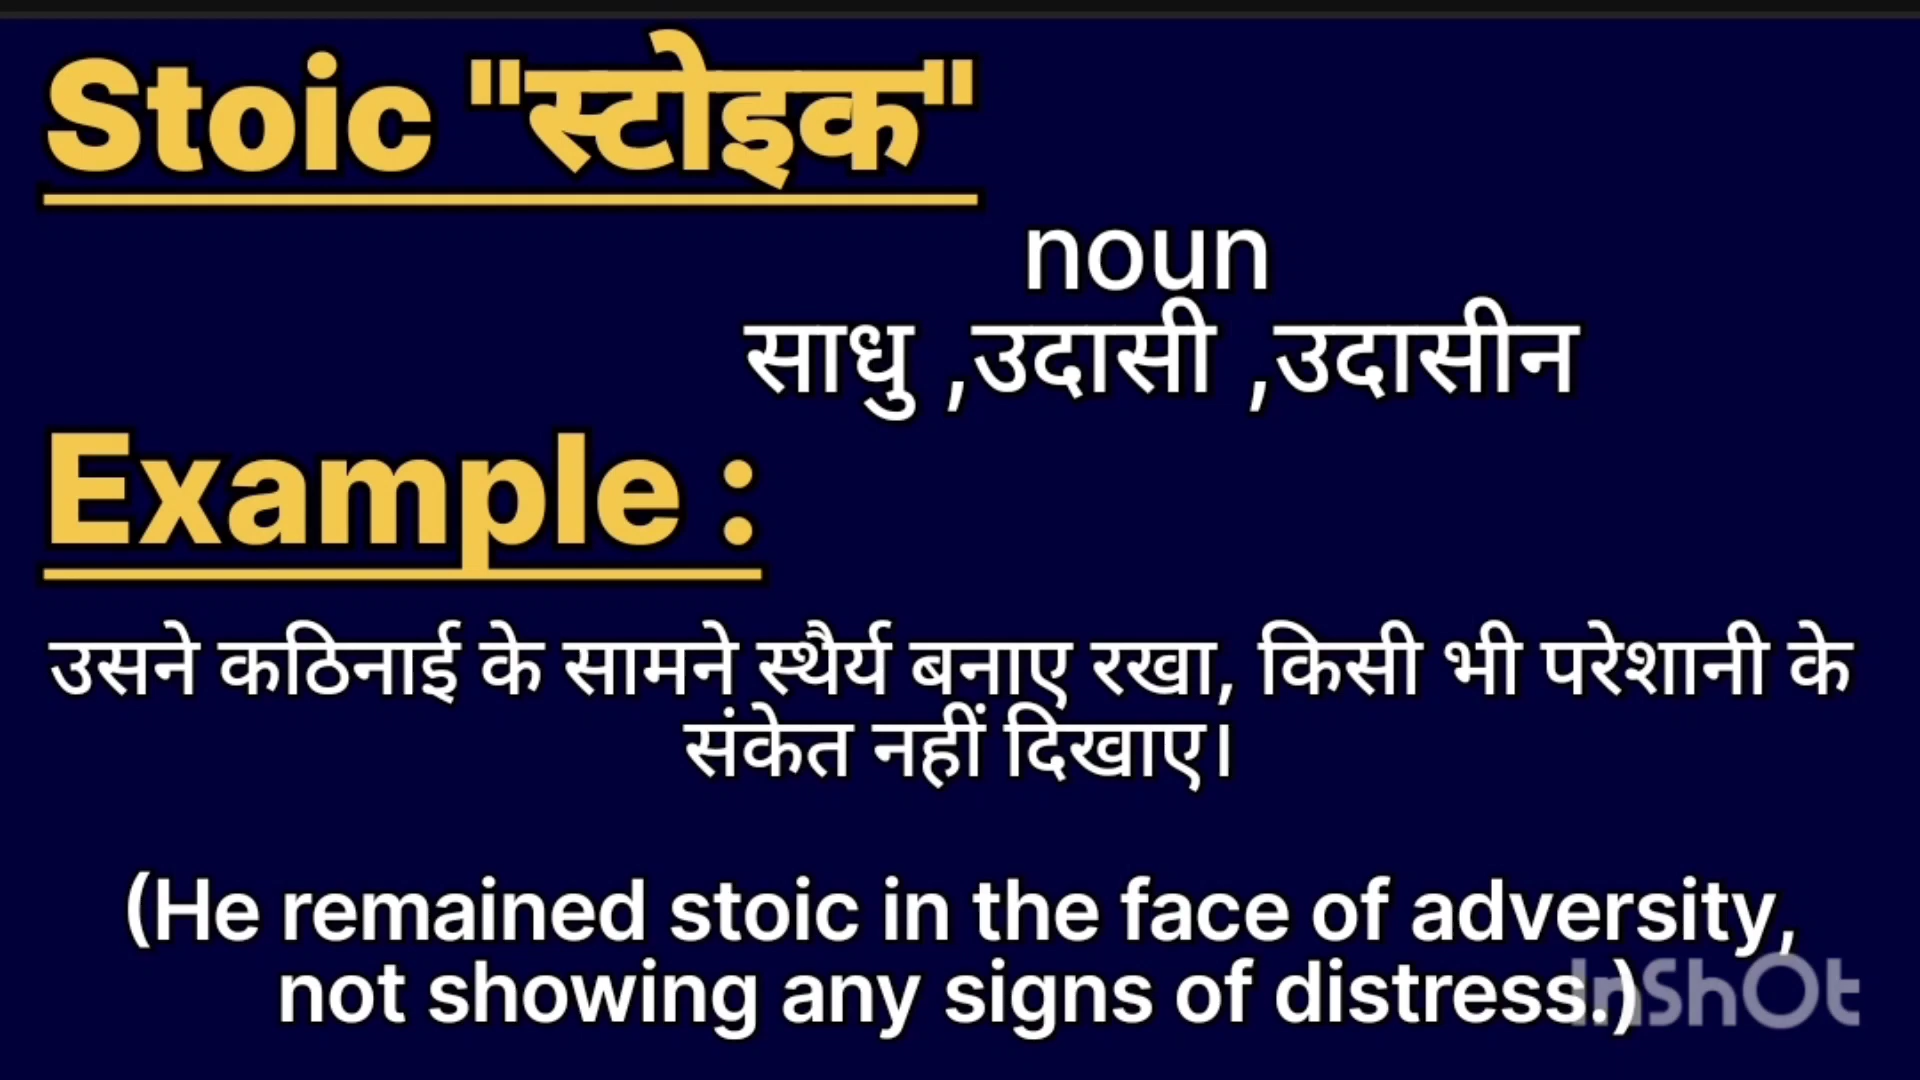 Stoic "स्टोइक"
noun
साधु ,उदासी ,उदासीन
Example :
उसने कठिनाई के सामने स्थैर्य बनाए रखा, किसी भी परेशानी के
संकेत नहीं दिखाए।
(He remained stoic in the face of adversity,
not showing any signs of distress.)
InShOt